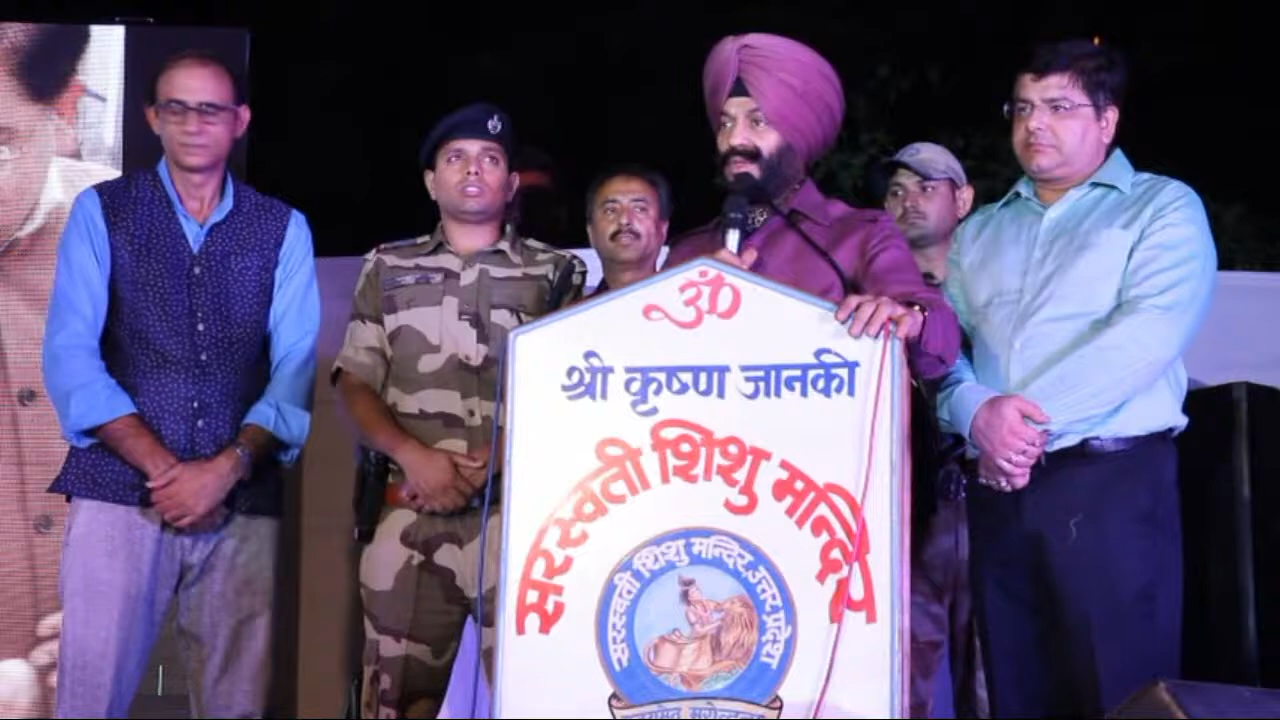 ॐ
श्री कृष्ण जानकी
सरस्वती शिशु मन्दिर
सरस्वती शिशु मन्दिर, उत्तर प्रदेश